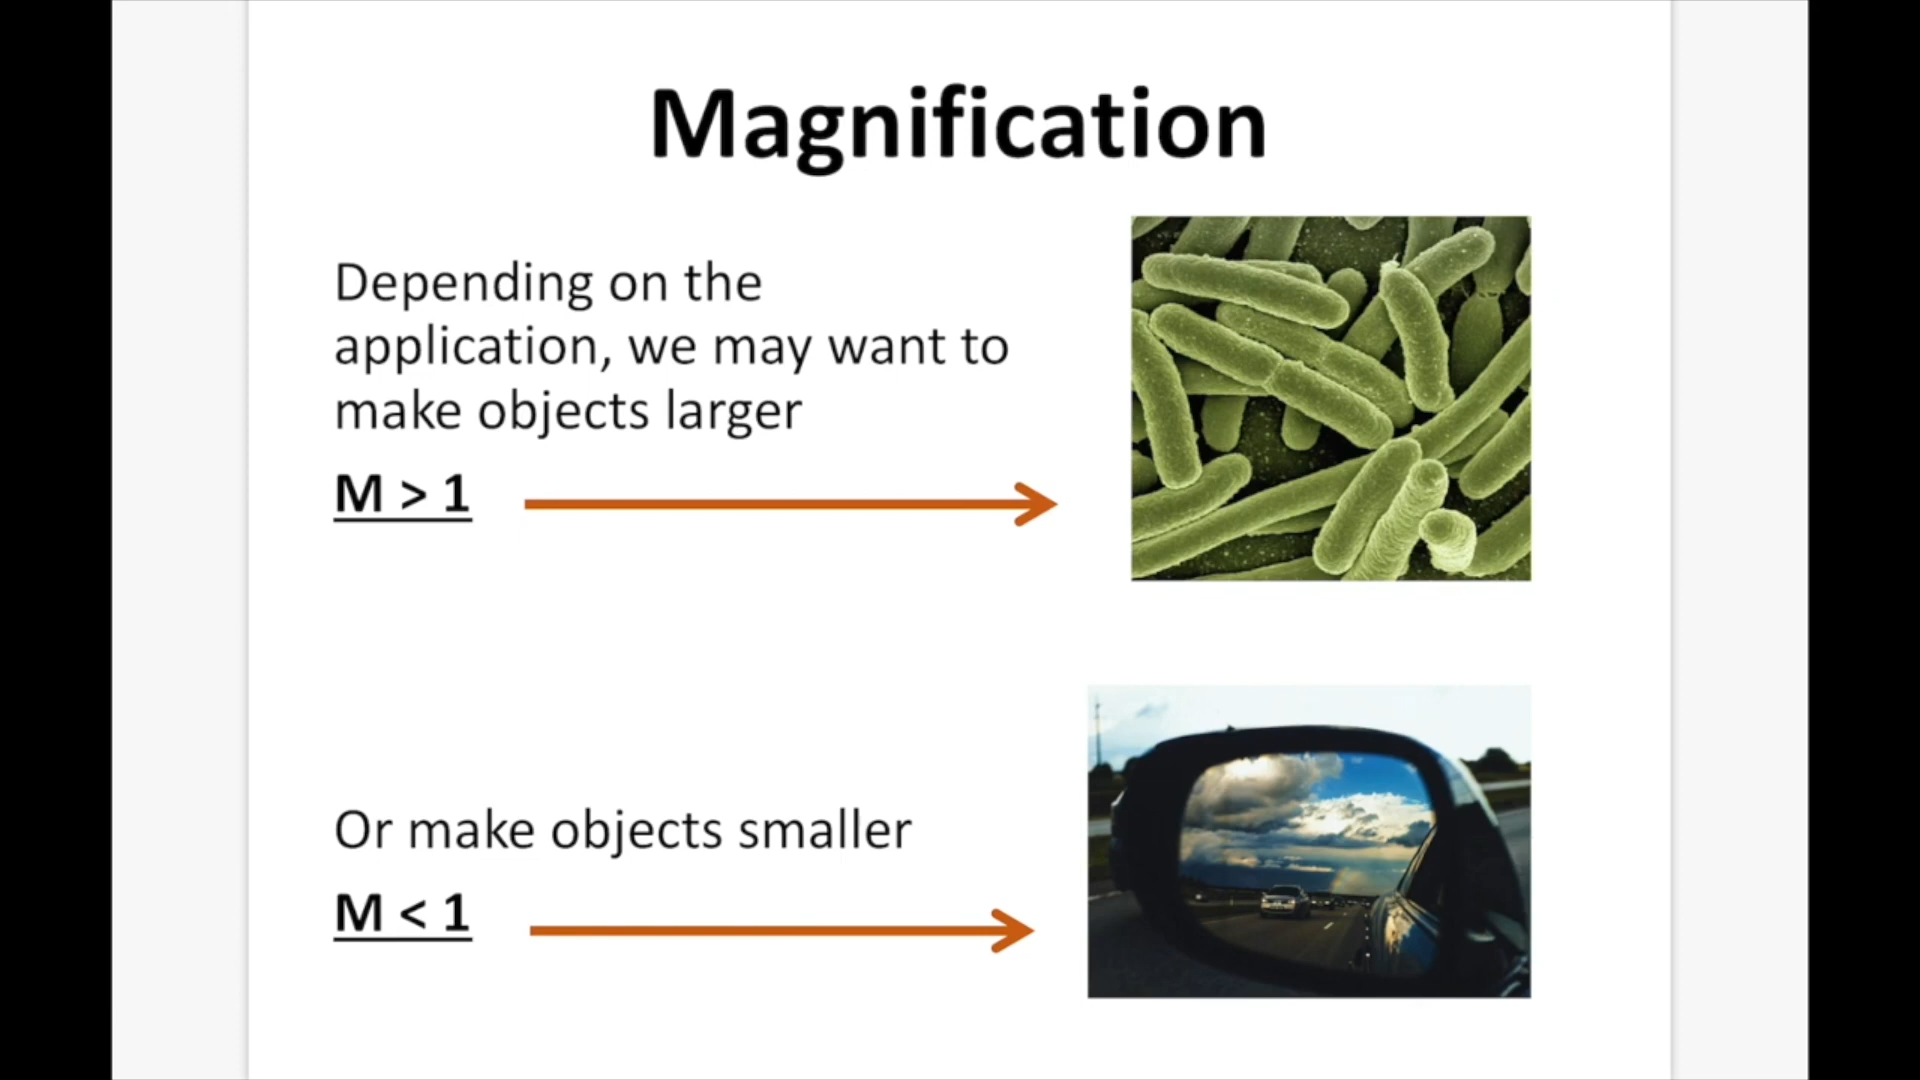 Magnification
Depending on the
application, we may want to
make objects larger
M > 1
Or make objects smaller
M < 1